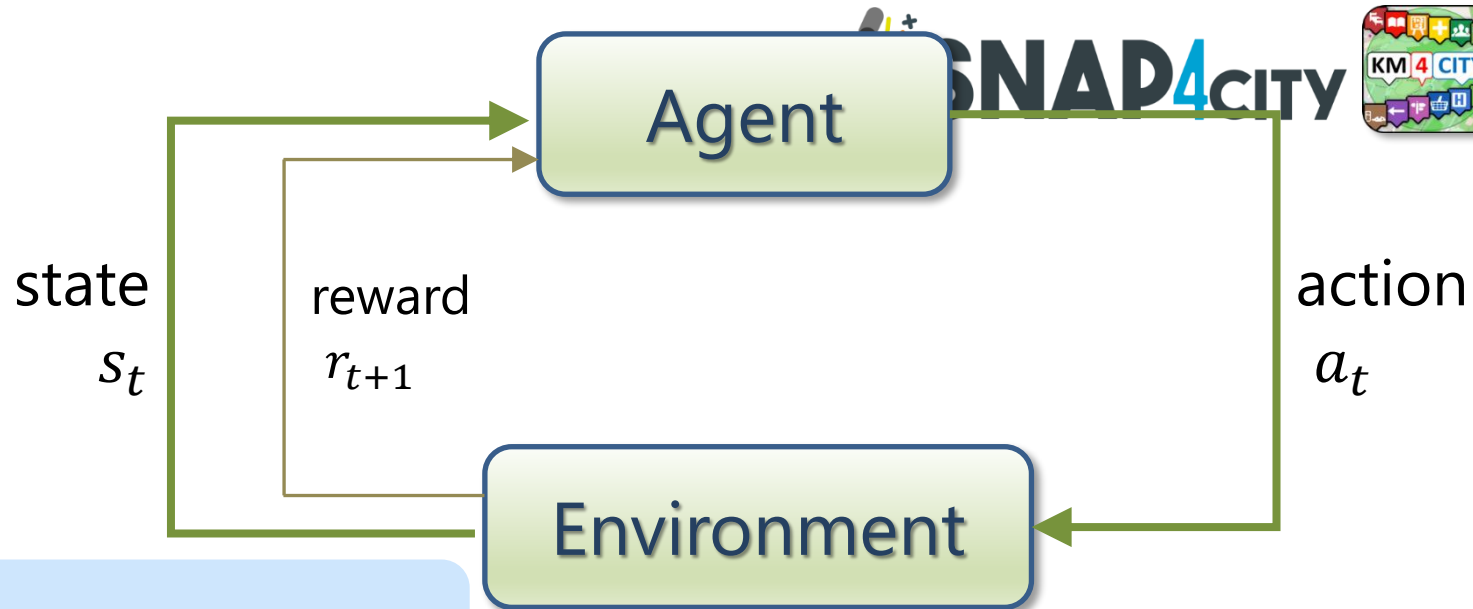 SNAP4CITY
KM 4 CITY
Agent
state
s_t
reward
r_{t+1}
action
a_t
Environment